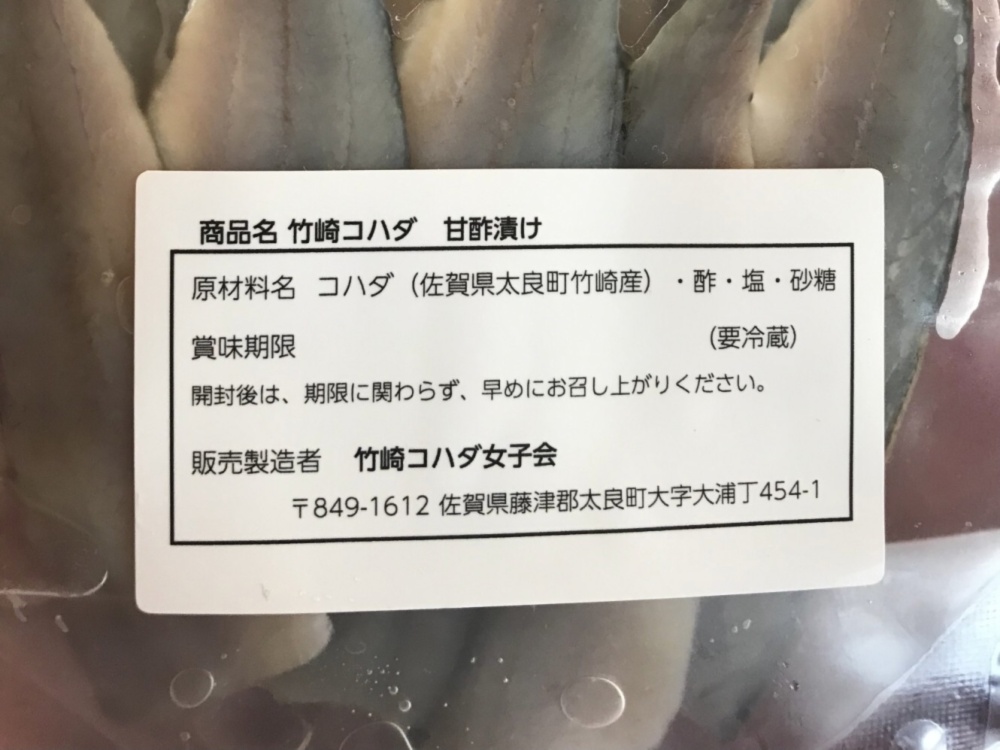 商品名 竹崎コハダ　甘酢漬け
原材料名　コハダ（佐賀県太良町竹崎産）・酢・塩・砂糖
賞味期限　（要冷蔵）
開封後は、期限に関わらず、早めにお召し上がりください。
販売製造者　竹崎コハダ女子会
〒849-1612 佐賀県藤津郡太良町大字大浦丁454-1